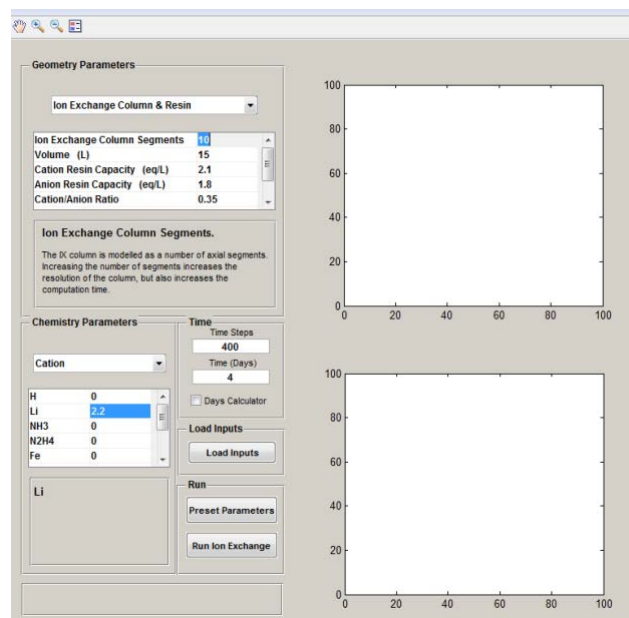 Geometry Parameters
Ion Exchange Column & Resin
Ion Exchange Column Segments 10
Volume (L) 15
Cation Resin Capacity (eq/L) 2.1
Anion Resin Capacity (eq/L) 1.8
Cation/Anion Ratio 0.35
Ion Exchange Column Segments.
The IX column is modelled as a number of axial segments.
Increasing the number of segments increases the
resolution of the column, but also increases the
computation time.
Chemistry Parameters
Cation
H 0
Li 2.2
NH3 0
N2H4 0
Fe 0
Li
Time
Time Steps
400
Time (Days)
4
Days Calculator
Load Inputs
Load Inputs
Run
Preset Parameters
Run Ion Exchange
100
80
60
40
20
0
0 20 40 60 80 100
100
80
60
40
20
0
0 20 40 60 80 100